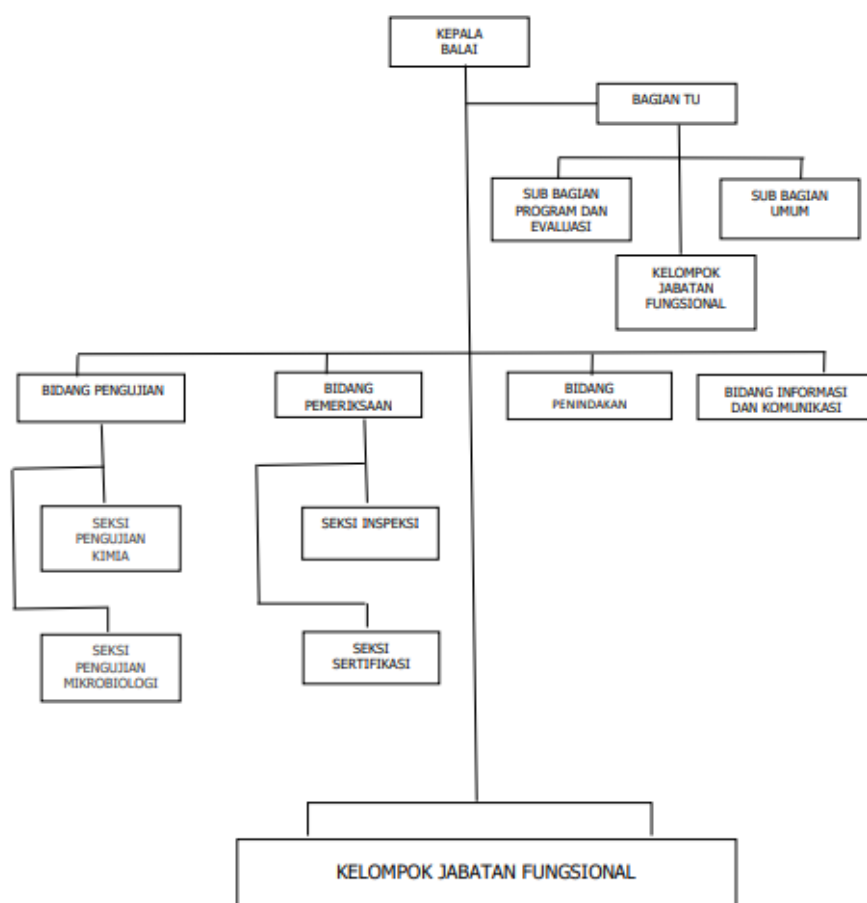 KEPALA
BALAI
BAGIAN TU
SUB BAGIAN
PROGRAM DAN
EVALUASI
SUB BAGIAN
UMUM
KELOMPOK
JABATAN
FUNGSIONAL
BIDANG PENGUJIAN
BIDANG
PEMERIKSAAN
BIDANG
PENINDAKAN
BIDANG INFORMASI
DAN KOMUNIKASI
SEKSI
PENGUJIAN
KIMIA
SEKSI INSPEKSI
SEKSI
PENGUJIAN
MIKROBIOLOGI
SEKSI
SERTIFIKASI
KELOMPOK JABATAN FUNGSIONAL